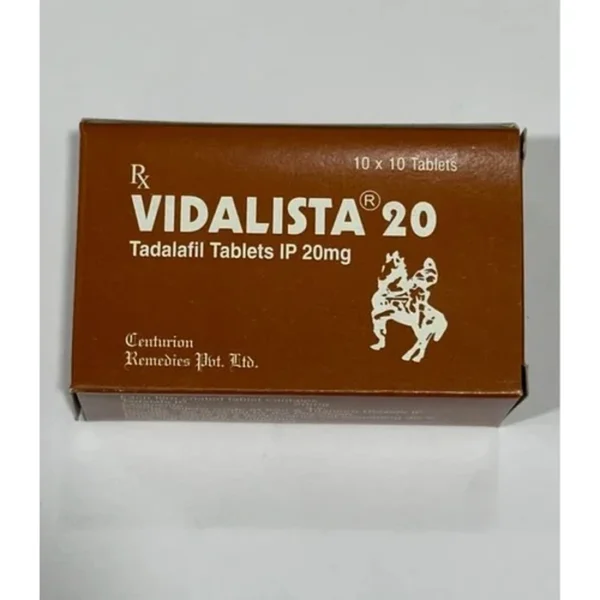 10 x 10 Tablets
Rx
VIDALISTA® 20
Tadalafil Tablets IP 20mg
Centurion
Remedies Pvt. Ltd.